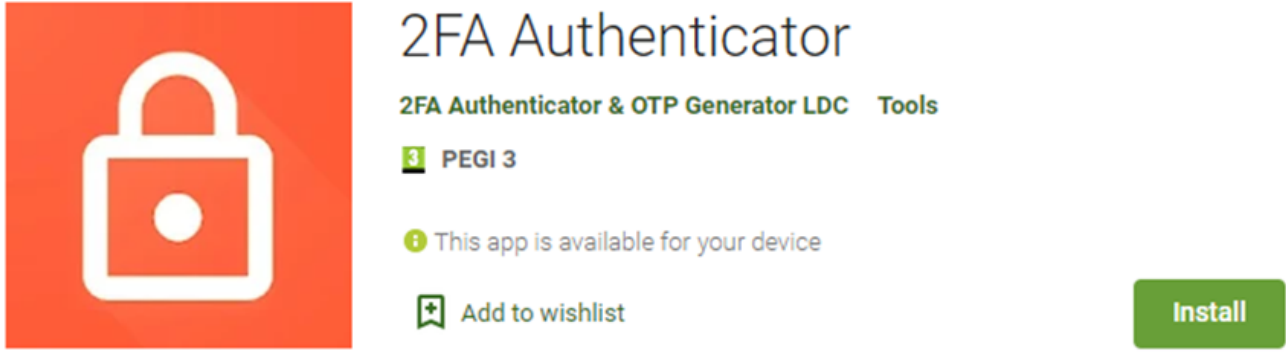 2FA Authenticator
2FA Authenticator & OTP Generator LDC Tools
3 PEGI 3
This app is available for your device
Add to wishlist
Install